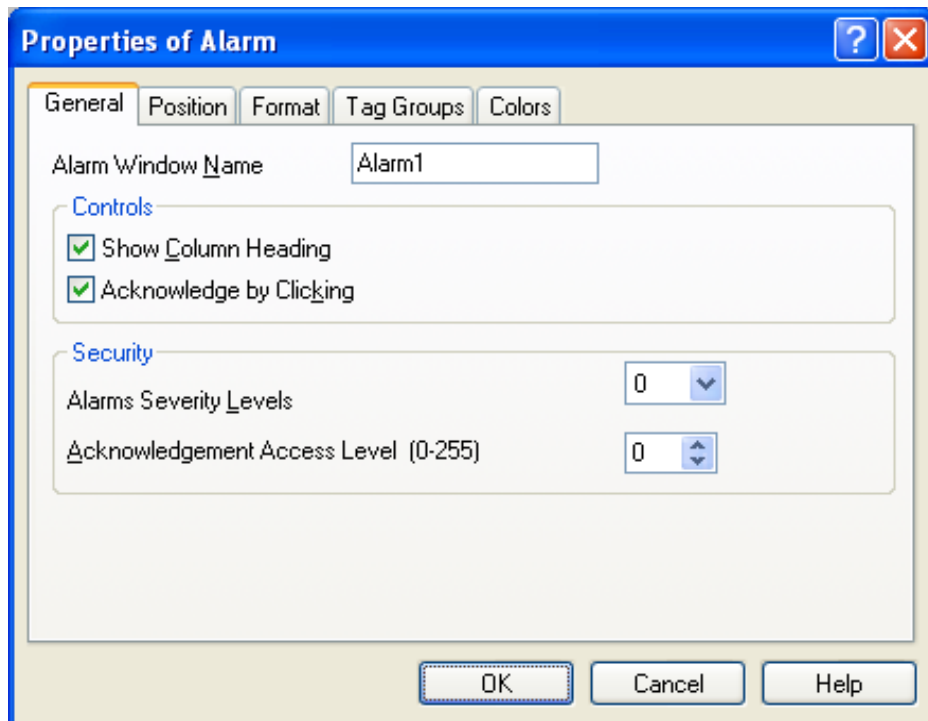 Properties of Alarm
General Position Format Tag Groups Colors
Alarm Window Name Alarm1
Controls
Show Column Heading
Acknowledge by Clicking
Security
Alarms Severity Levels 0
Acknowledgement Access Level (0-255) 0
OK Cancel Help